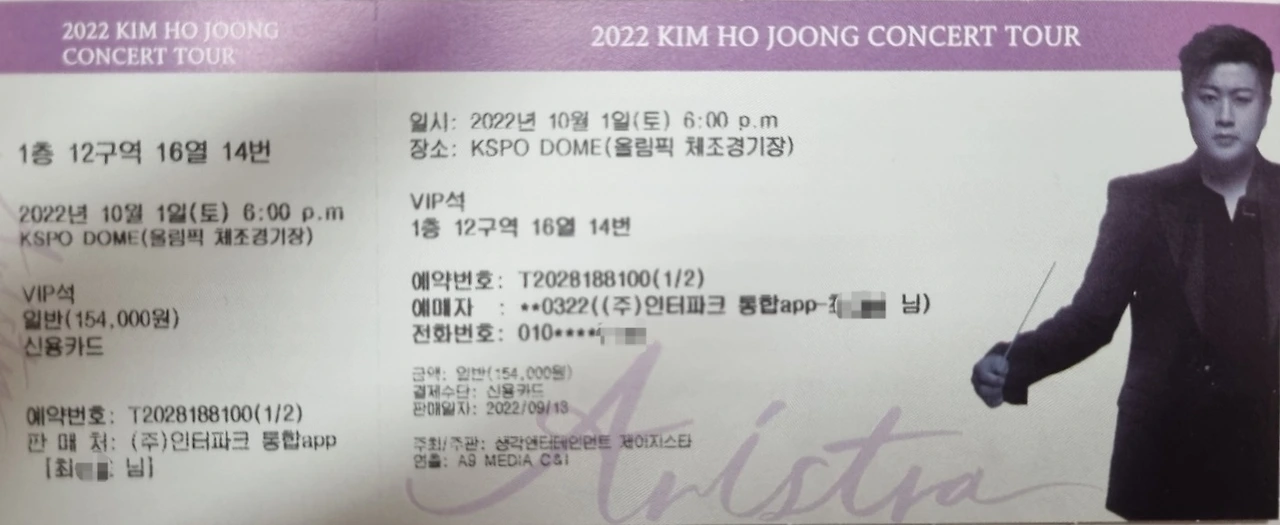 2022 KIM HO JOONG
CONCERT TOUR
1층 12구역 16열 14번
2022년 10월 1일(토) 6:00 p.m
KSPO DOME(올림픽 체조경기장)
VIP석
일반(154,000원)
신용카드
예약번호: T2028188100(1/2)
판 매 처: (주)인터파크 통합app
[최 님]
2022 KIM HO JOONG CONCERT TOUR
일시: 2022년 10월 1일(토) 6:00 p.m
장소: KSPO DOME(올림픽 체조경기장)
VIP석
1층 12구역 16열 14번
예약번호: T2028188100(1/2)
예매자 : **0322((주)인터파크 통합app- 님)
전화번호: 010****
금액: 일반(154,000원)
결제수단: 신용카드
판매일자: 2022/09/13
주최/주관: 생각엔터테인먼트 제이지스타
연출: A9 MEDIA C&I
Aristra